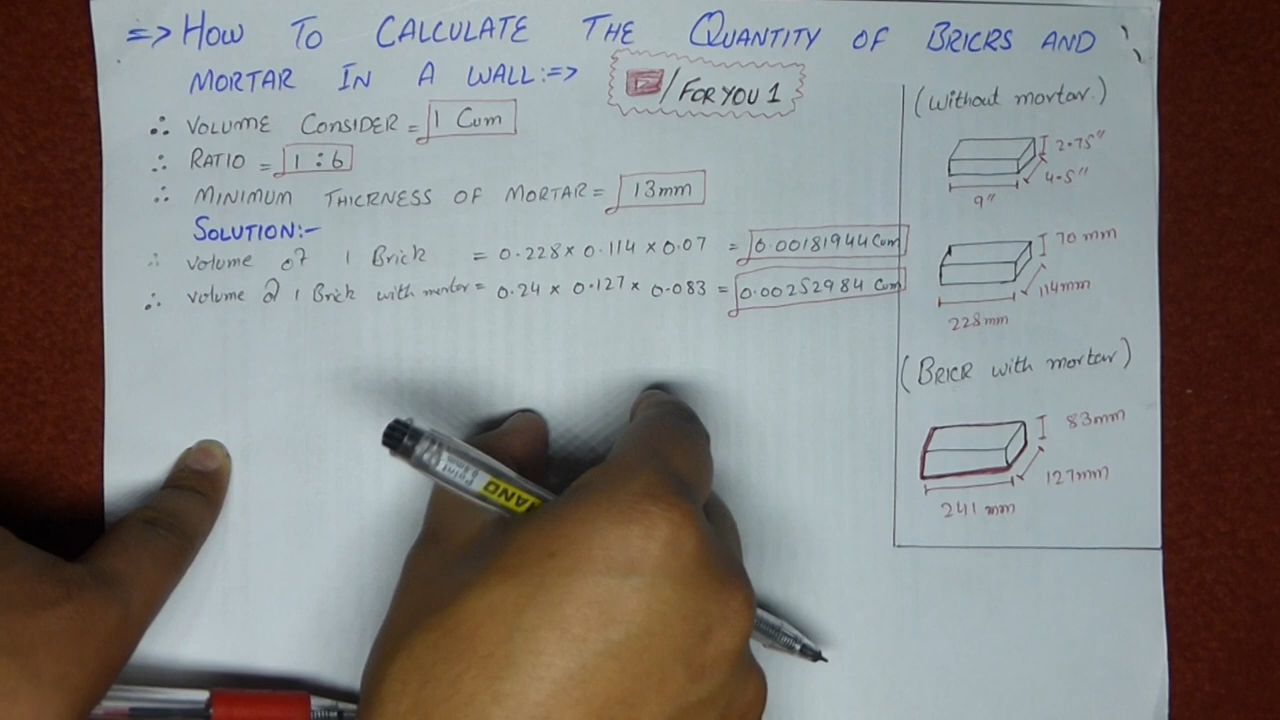 => HOW TO CALCULATE THE QUANTITY OF BRICKS AND
MORTAR IN A WALL:=>
/FOR YOU 1
∴ VOLUME CONSIDER = 1 Cum
∴ RATIO = 1 : 6
∴ MINIMUM THICKNESS OF MORTAR = 13mm
SOLUTION:-
∴ volume of 1 Brick = 0.228 x 0.114 x 0.07 = 0.00181944 Cum
∴ volume of 1 Brick with mortar = 0.24 x 0.127 x 0.083 = 0.00252984 Cum
(Without mortar)
2.75"
4.5"
9"
70 mm
114mm
228mm
(BRICK with mortar)
83mm
127mm
241 mm
Point
HAND